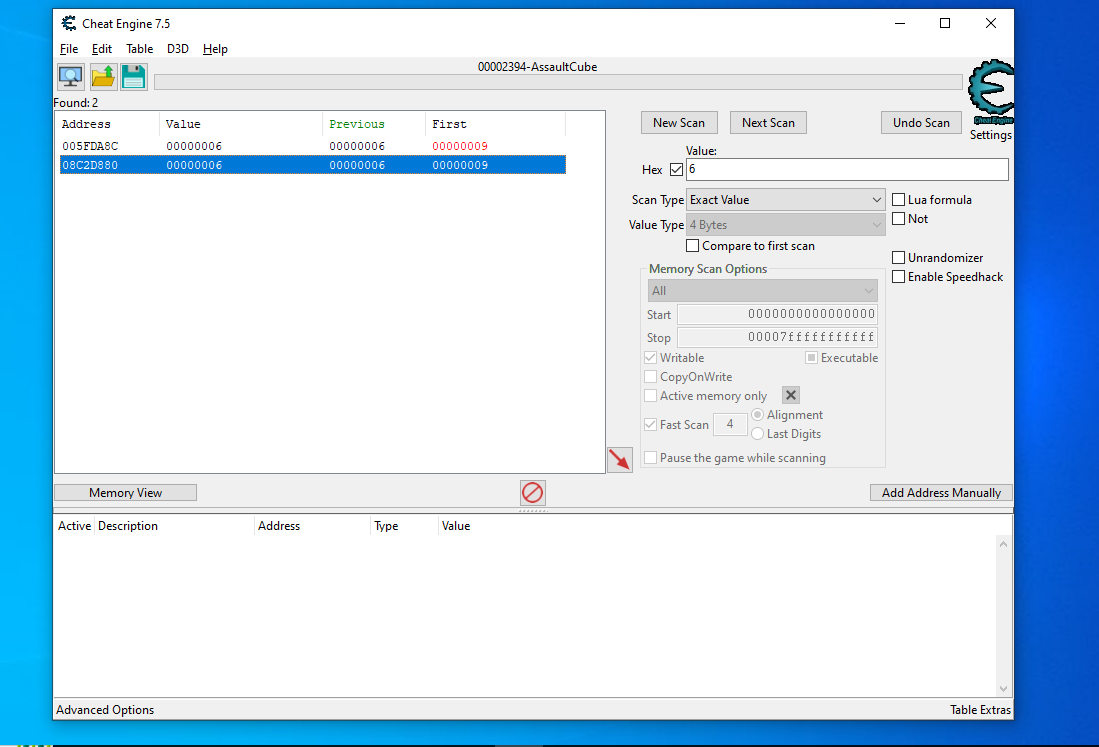 Cheat Engine 7.5
File Edit Table D3D Help
00002394-AssaultCube
Found: 2
Address Value Previous First
005FDA8C 00000006 00000006 00000009
08C2D880 00000006 00000006 00000009
New Scan Next Scan Undo Scan
Cheat Engine
Settings
Value:
Hex 6
Scan Type Exact Value
Lua formula
Not
Value Type 4 Bytes
Compare to first scan
Unrandomizer
Enable Speedhack
Memory Scan Options
All
Start 0000000000000000
Stop 00007fffffffffff
Writable Executable
CopyOnWrite
Active memory only
Fast Scan 4 Alignment
Last Digits
Pause the game while scanning
Memory View Add Address Manually
Active Description Address Type Value
Advanced Options Table Extras